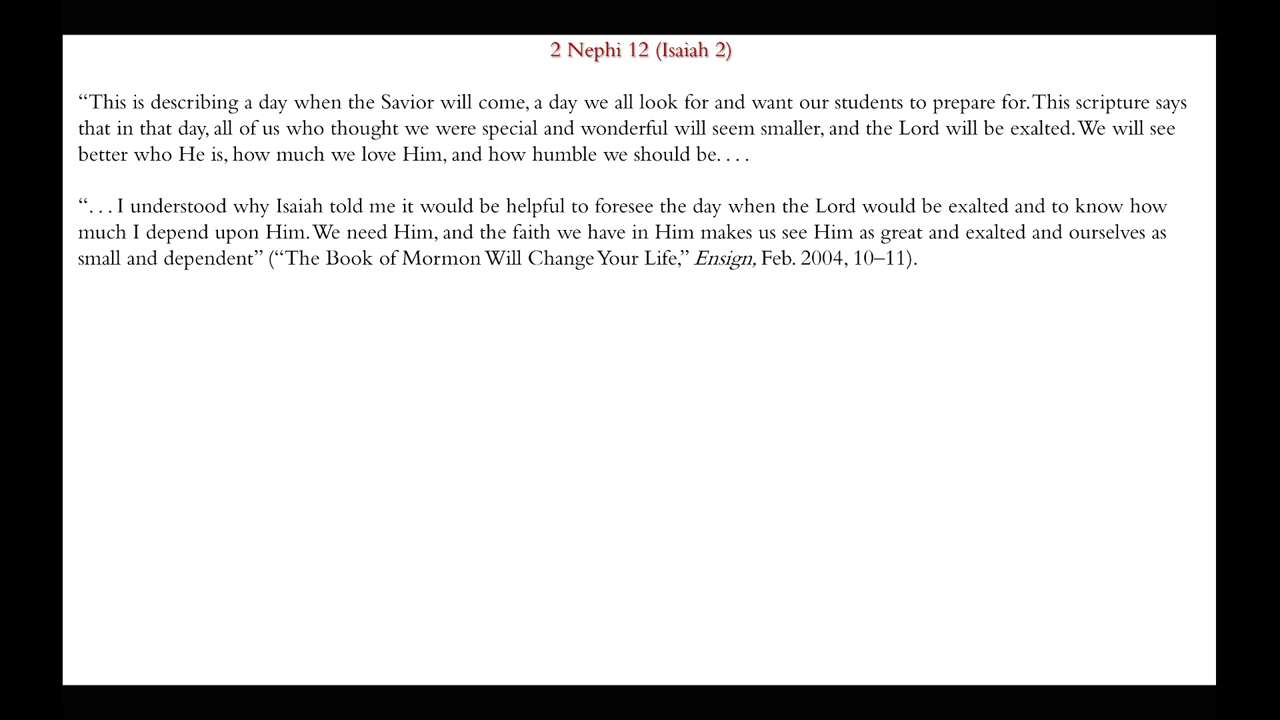 2 Nephi 12 (Isaiah 2)
“This is describing a day when the Savior will come, a day we all look for and want our students to prepare for. This scripture says
that in that day, all of us who thought we were special and wonderful will seem smaller, and the Lord will be exalted. We will see
better who He is, how much we love Him, and how humble we should be. . . .
“. . . I understood why Isaiah told me it would be helpful to foresee the day when the Lord would be exalted and to know how
much I depend upon Him. We need Him, and the faith we have in Him makes us see Him as great and exalted and ourselves as
small and dependent” (“The Book of Mormon Will Change Your Life,” Ensign, Feb. 2004, 10–11).